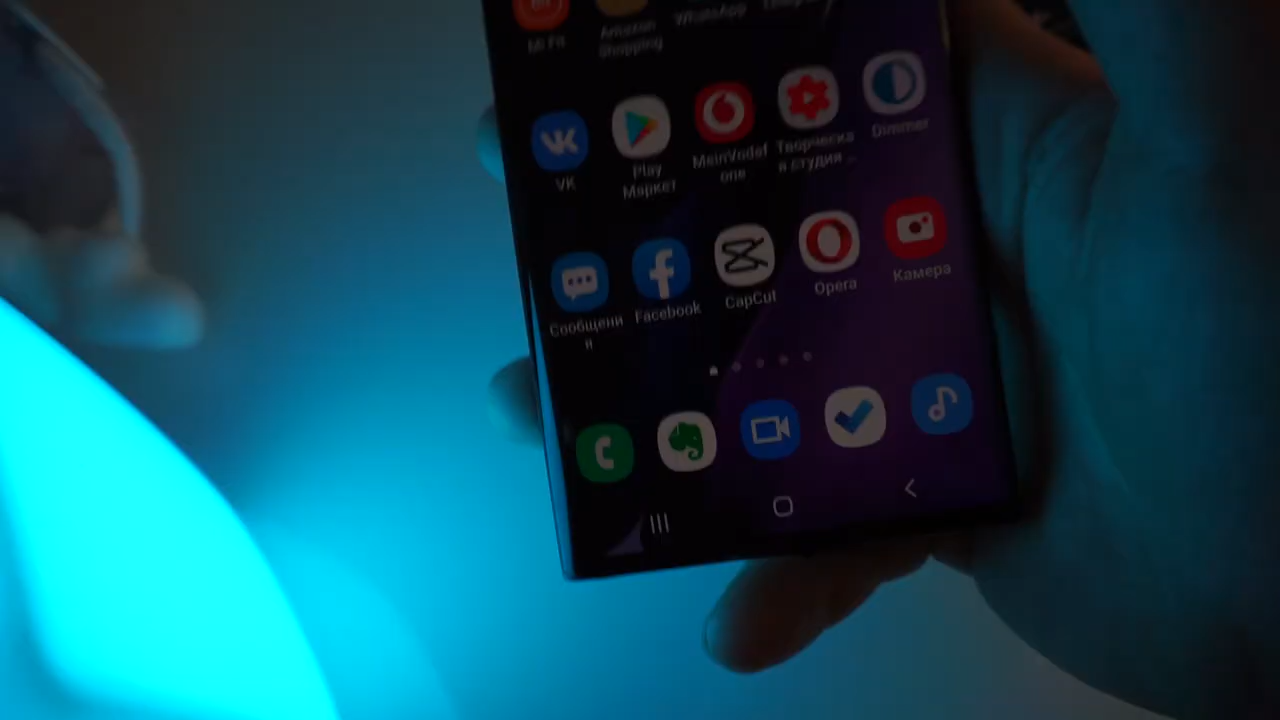 Mi Fit
Amazon
Shopping
WhatsApp
VK
Play
Маркет
MeinVodaf
one
Творческа
я студия ...
Dimmer
Сообщени
я
Facebook
CapCut
Opera
Камера